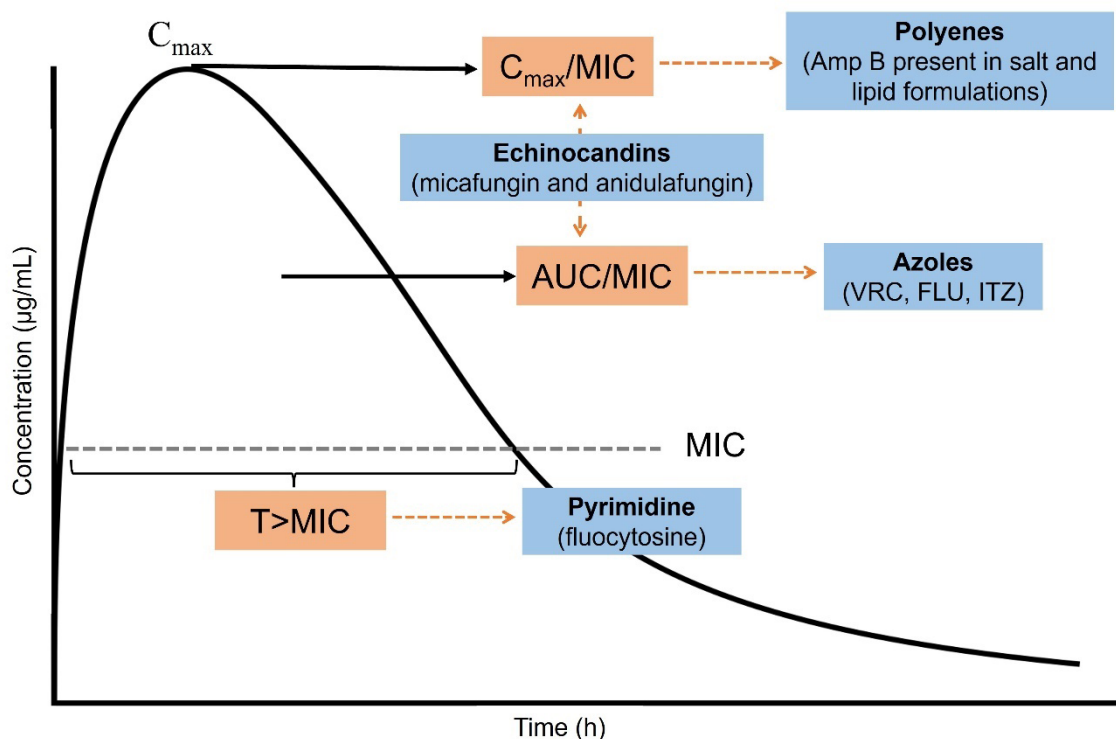 Cmax
Cmax/MIC
Polyenes
(Amp B present in salt and
lipid formulations)
Echinocandins
(micafungin and anidulafungin)
AUC/MIC
Azoles
(VRC, FLU, ITZ)
Concentration (µg/mL)
MIC
T>MIC
Pyrimidine
(fluocytosine)
Time (h)